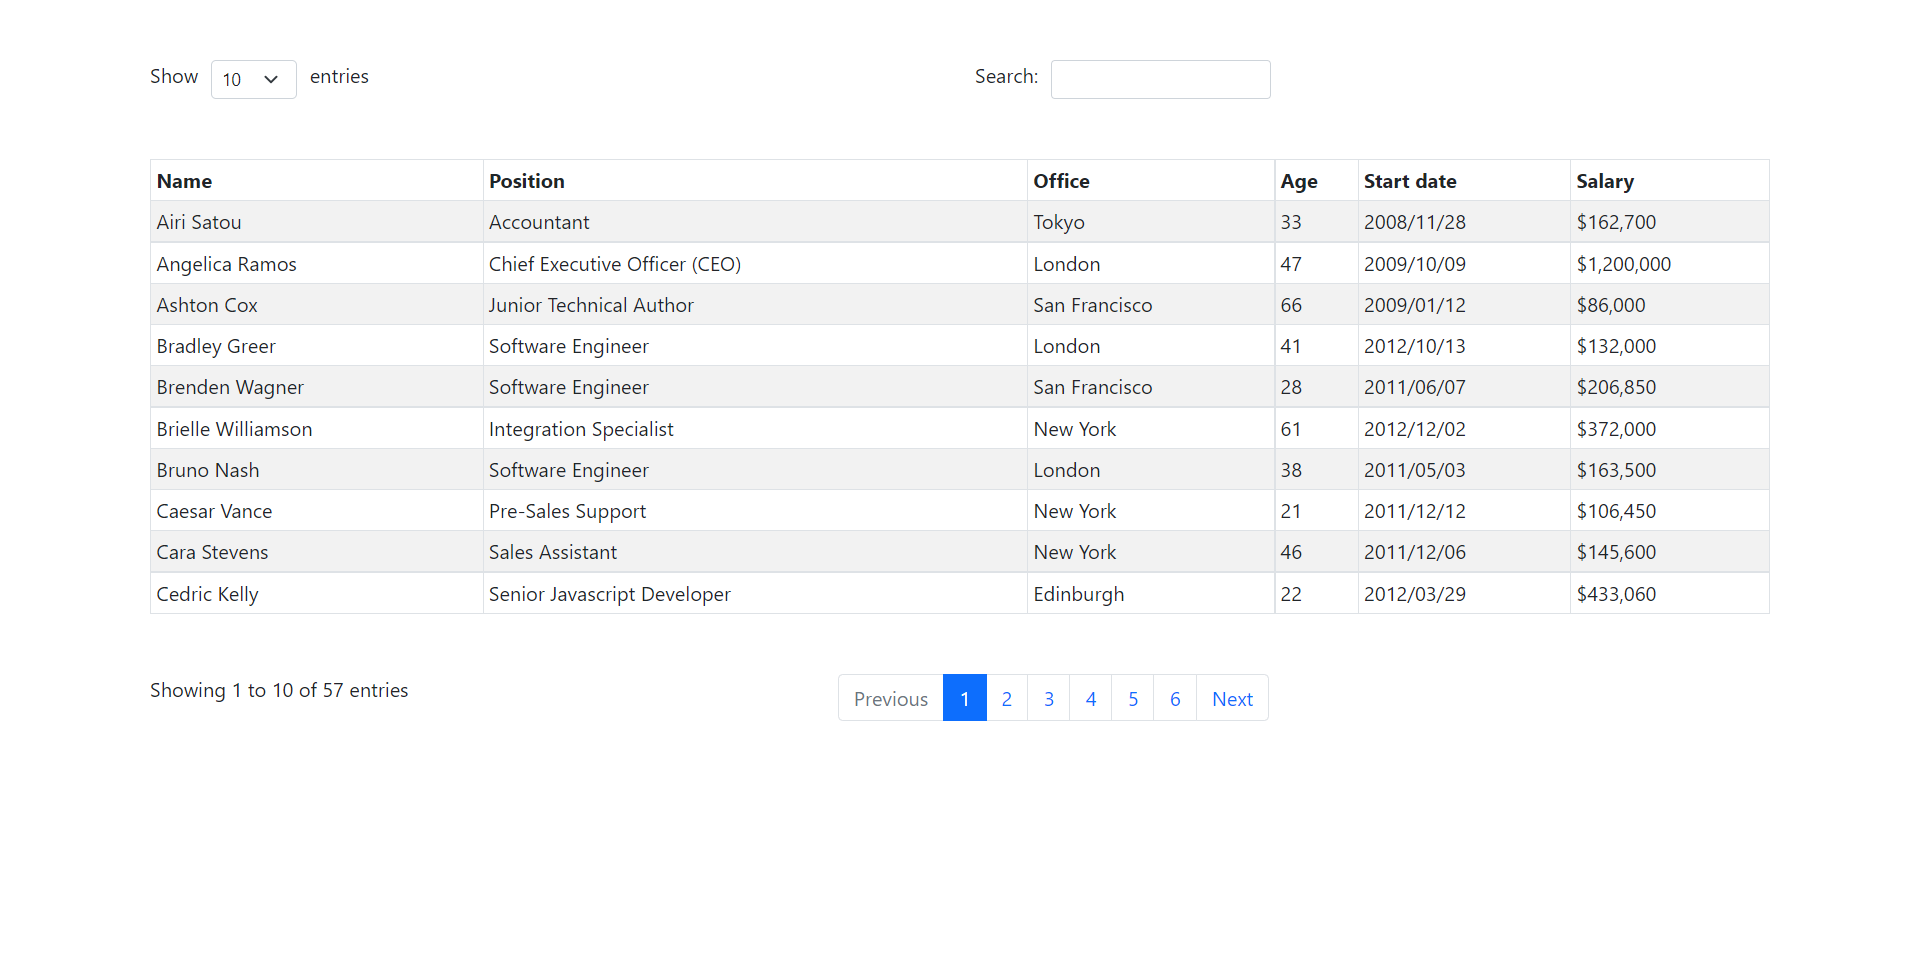 Show 10 entries Search:
Name Position Office Age Start date Salary
Airi Satou Accountant Tokyo 33 2008/11/28 $162,700
Angelica Ramos Chief Executive Officer (CEO) London 47 2009/10/09 $1,200,000
Ashton Cox Junior Technical Author San Francisco 66 2009/01/12 $86,000
Bradley Greer Software Engineer London 41 2012/10/13 $132,000
Brenden Wagner Software Engineer San Francisco 28 2011/06/07 $206,850
Brielle Williamson Integration Specialist New York 61 2012/12/02 $372,000
Bruno Nash Software Engineer London 38 2011/05/03 $163,500
Caesar Vance Pre-Sales Support New York 21 2011/12/12 $106,450
Cara Stevens Sales Assistant New York 46 2011/12/06 $145,600
Cedric Kelly Senior Javascript Developer Edinburgh 22 2012/03/29 $433,060
Showing 1 to 10 of 57 entries Previous 1 2 3 4 5 6 Next